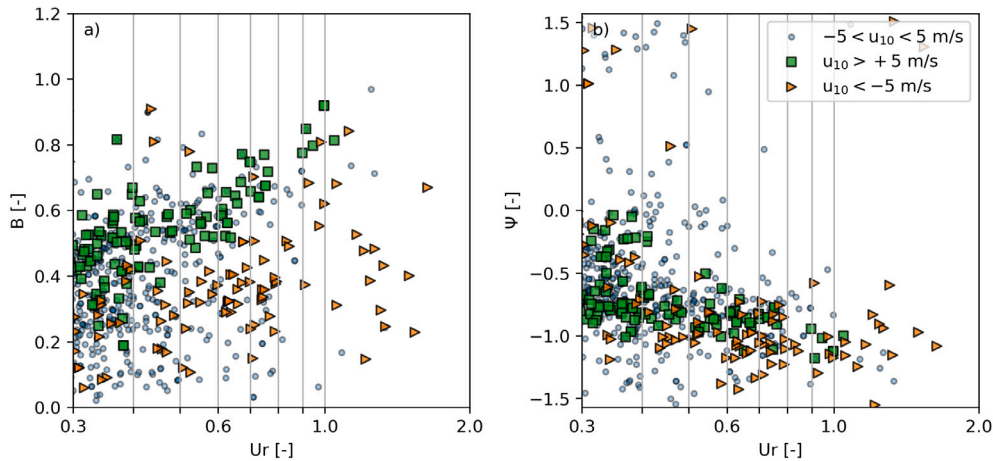 a)
1.2
1.0
0.8
0.6
0.4
0.2
0.0
B [-]
0.3
0.6
1.0
2.0
Ur [-]
b)
1.5
1.0
0.5
0.0
−0.5
−1.0
−1.5
Ψ [-]
0.3
0.6
1.0
2.0
Ur [-]
−5 < u₁₀ < 5 m/s
u₁₀ > +5 m/s
u₁₀ < −5 m/s